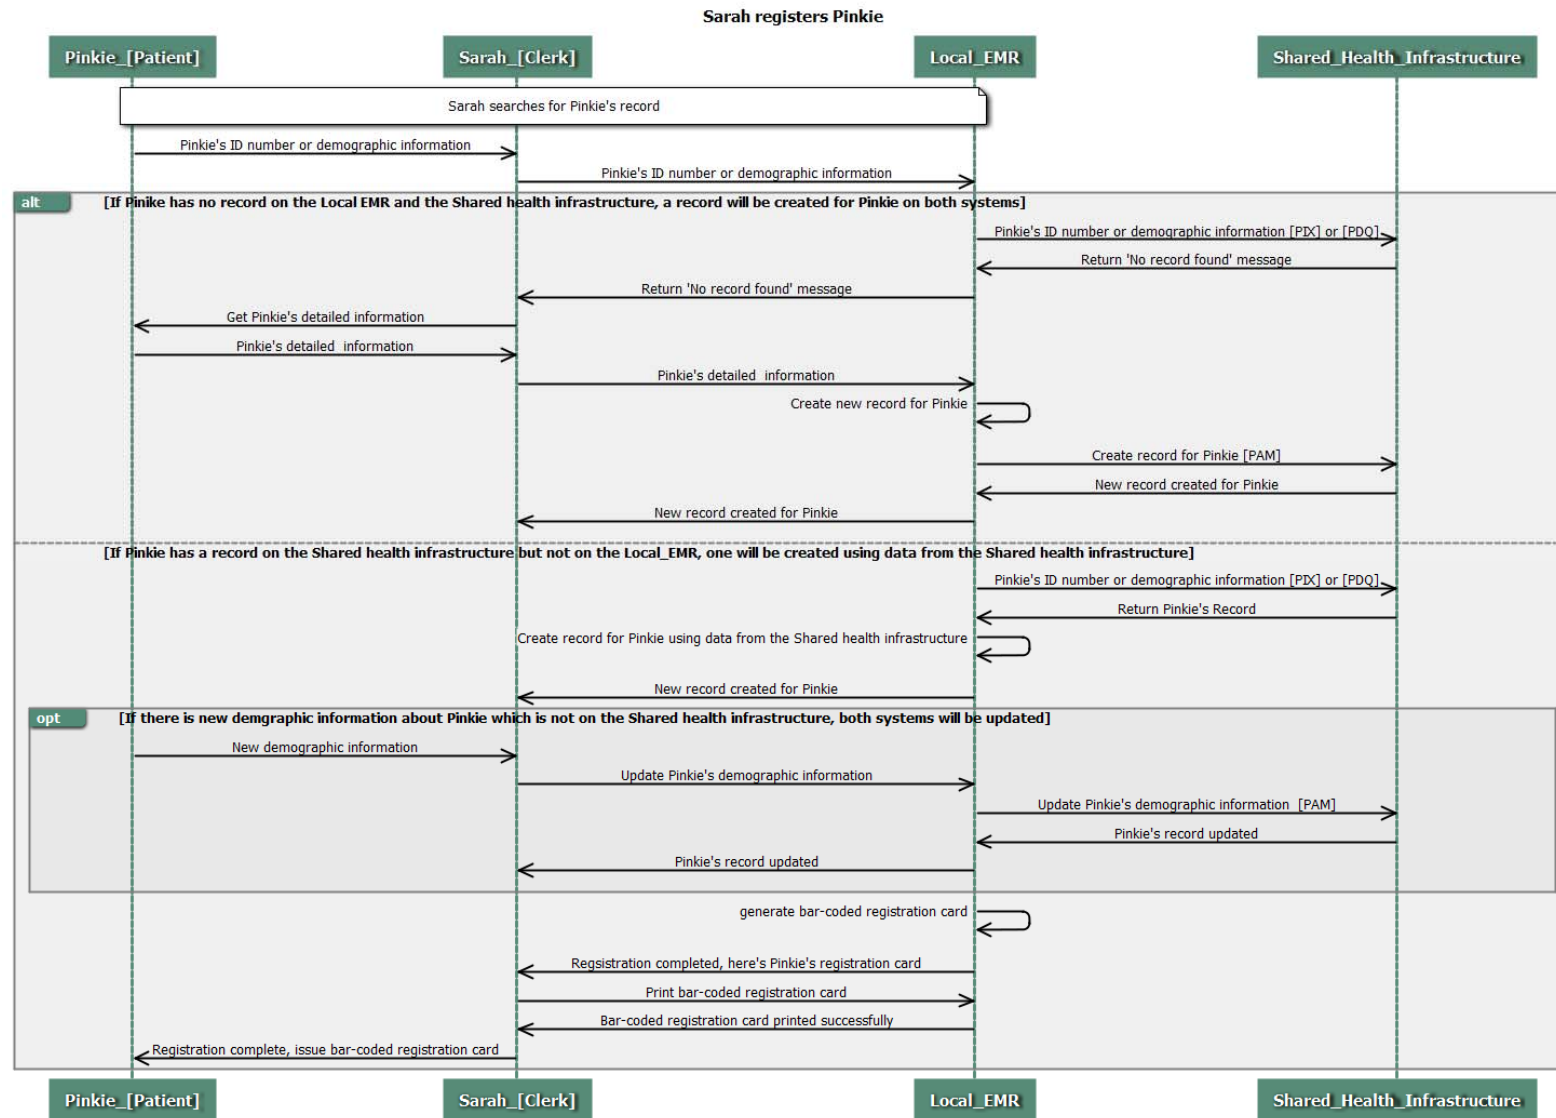 Sarah registers Pinkie
Pinkie_[Patient]
Sarah_[Clerk]
Local_EMR
Shared_Health_Infrastructure
Sarah searches for Pinkie's record
Pinkie's ID number or demographic information
Pinkie's ID number or demographic information
alt
[If Pinike has no record on the Local EMR and the Shared health infrastructure, a record will be created for Pinkie on both systems]
Pinkie's ID number or demographic information [PIX] or [PDQ]
Return 'No record found' message
Return 'No record found' message
Get Pinkie's detailed information
Pinkie's detailed  information
Pinkie's detailed  information
Create new record for Pinkie
Create record for Pinkie [PAM]
New record created for Pinkie
New record created for Pinkie
[If Pinkie has a record on the Shared health infrastructure but not on the Local_EMR, one will be created using data from the Shared health infrastructure]
Pinkie's ID number or demographic information [PIX] or [PDQ]
Return Pinkie's Record
Create record for Pinkie using data from the Shared health infrastructure
New record created for Pinkie
opt
[If there is new demgraphic information about Pinkie which is not on the Shared health infrastructure, both systems will be updated]
New demographic information
Update Pinkie's demographic information
Update Pinkie's demographic information  [PAM]
Pinkie's record updated
Pinkie's record updated
generate bar-coded registration card
Regsistration completed, here's Pinkie's registration card
Print bar-coded registration card
Bar-coded registration card printed successfully
Registration complete, issue bar-coded registration card
Pinkie_[Patient]
Sarah_[Clerk]
Local_EMR
Shared_Health_Infrastructure